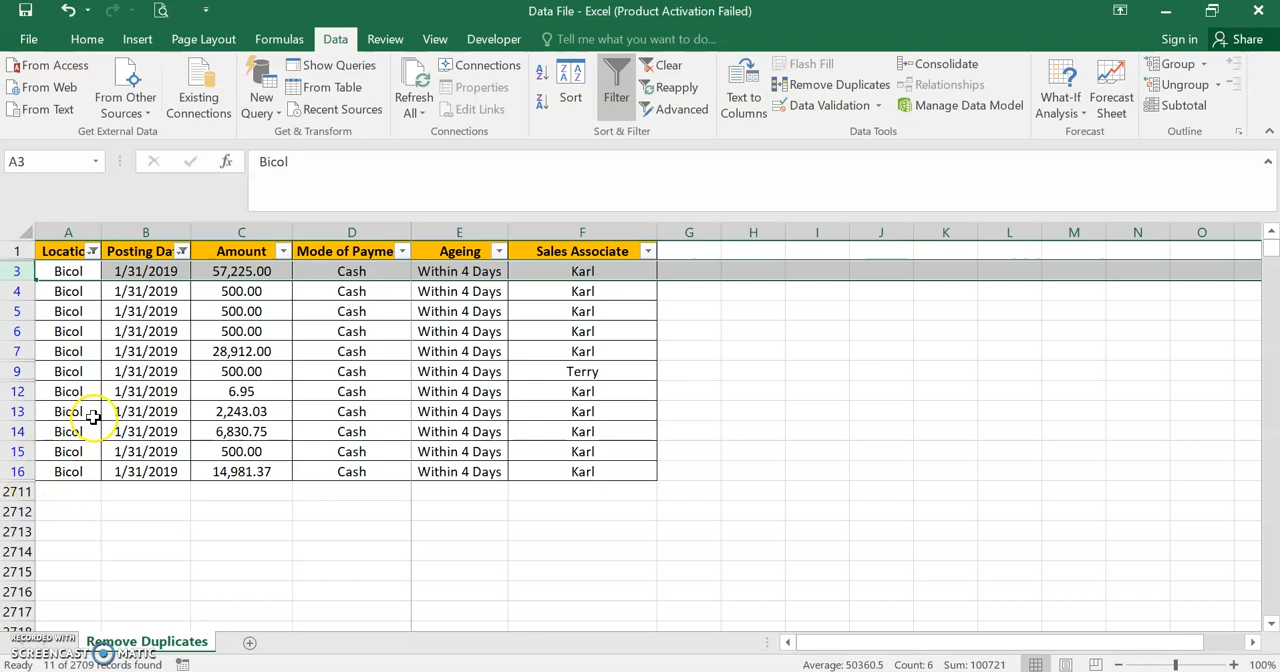 Data File - Excel (Product Activation Failed)
File Home Insert Page Layout Formulas Data Review View Developer Tell me what you want to do... Sign in Share
From Access
From Web
From Text
From Other Sources
Existing Connections
Get External Data
New Query
Show Queries
From Table
Recent Sources
Get & Transform
Refresh All
Connections
Properties
Edit Links
Connections
Sort
Filter
Clear
Reapply
Advanced
Sort & Filter
Text to Columns
Flash Fill
Remove Duplicates
Data Validation
Consolidate
Relationships
Manage Data Model
Data Tools
What-If Analysis
Forecast Sheet
Forecast
Group
Ungroup
Subtotal
Outline
A3 fx Bicol
A B C D E F G H I J K L M N O
1 Locatic Posting Da Amount Mode of Payme Ageing Sales Associate
3 Bicol 1/31/2019 57,225.00 Cash Within 4 Days Karl
4 Bicol 1/31/2019 500.00 Cash Within 4 Days Karl
5 Bicol 1/31/2019 500.00 Cash Within 4 Days Karl
6 Bicol 1/31/2019 500.00 Cash Within 4 Days Karl
7 Bicol 1/31/2019 28,912.00 Cash Within 4 Days Karl
9 Bicol 1/31/2019 500.00 Cash Within 4 Days Terry
12 Bicol 1/31/2019 6.95 Cash Within 4 Days Karl
13 Bicol 1/31/2019 2,243.03 Cash Within 4 Days Karl
14 Bicol 1/31/2019 6,830.75 Cash Within 4 Days Karl
15 Bicol 1/31/2019 500.00 Cash Within 4 Days Karl
16 Bicol 1/31/2019 14,981.37 Cash Within 4 Days Karl
2711
2712
2713
2714
2715
2716
2717
Remove Duplicates
RECORDED WITH
SCREENCAST MATIC
Ready 11 of 2709 records found Average: 50360.5 Count: 6 Sum: 100721 100%